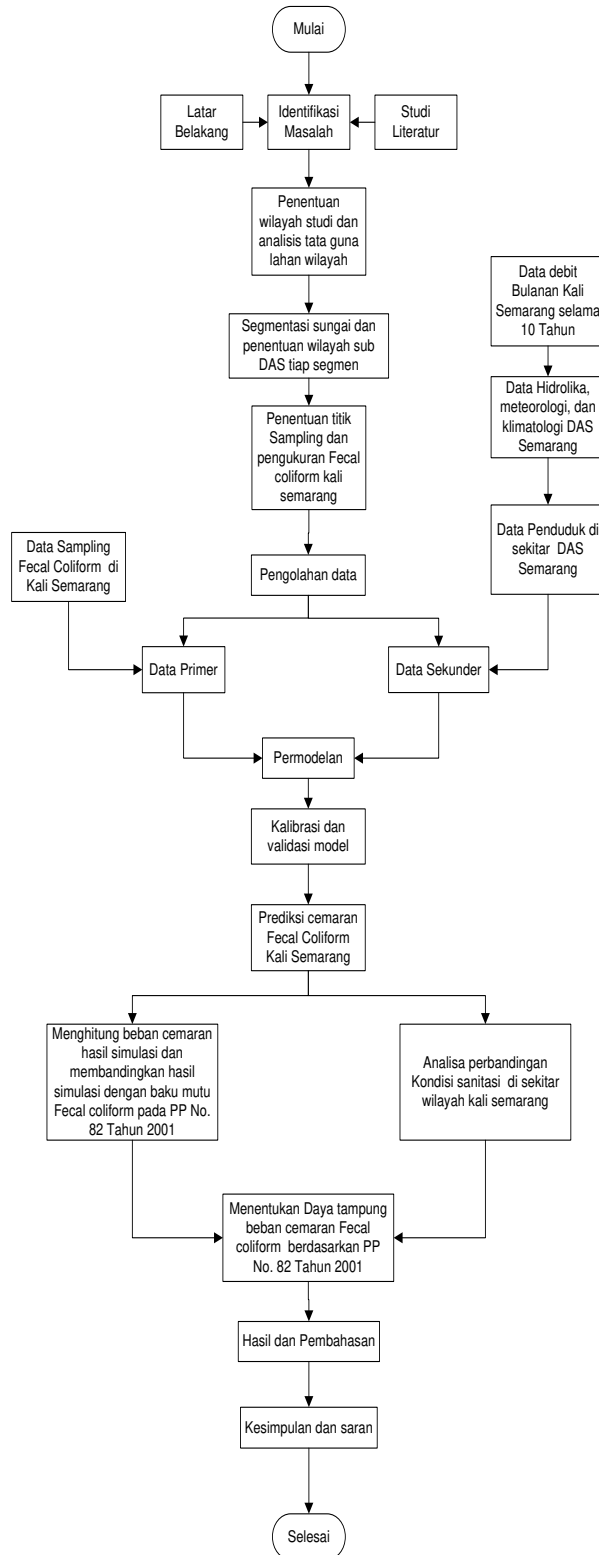 Mulai
Latar
Belakang
Identifikasi
Masalah
Studi
Literatur
Penentuan
wilayah studi dan
analisis tata guna
lahan wilayah
Data debit
Bulanan Kali
Semarang selama
10 Tahun
Segmentasi sungai dan
penentuan wilayah sub
DAS tiap segmen
Data Hidrolika,
meteorologi, dan
klimatologi DAS
Semarang
Penentuan titik
Sampling dan
pengukuran Fecal
coliform kali
semarang
Data Penduduk di
sekitar DAS
Semarang
Data Sampling
Fecal Coliform di
Kali Semarang
Pengolahan data
Data Primer
Data Sekunder
Permodelan
Kalibrasi dan
validasi model
Prediksi cemaran
Fecal Coliform
Kali Semarang
Menghitung beban cemaran
hasil simulasi dan
membandingkan hasil
simulasi dengan baku mutu
Fecal coliform pada PP No.
82 Tahun 2001
Analisa perbandingan
Kondisi sanitasi di sekitar
wilayah kali semarang
Menentukan Daya tampung
beban cemaran Fecal
coliform berdasarkan PP
No. 82 Tahun 2001
Hasil dan Pembahasan
Kesimpulan dan saran
Selesai